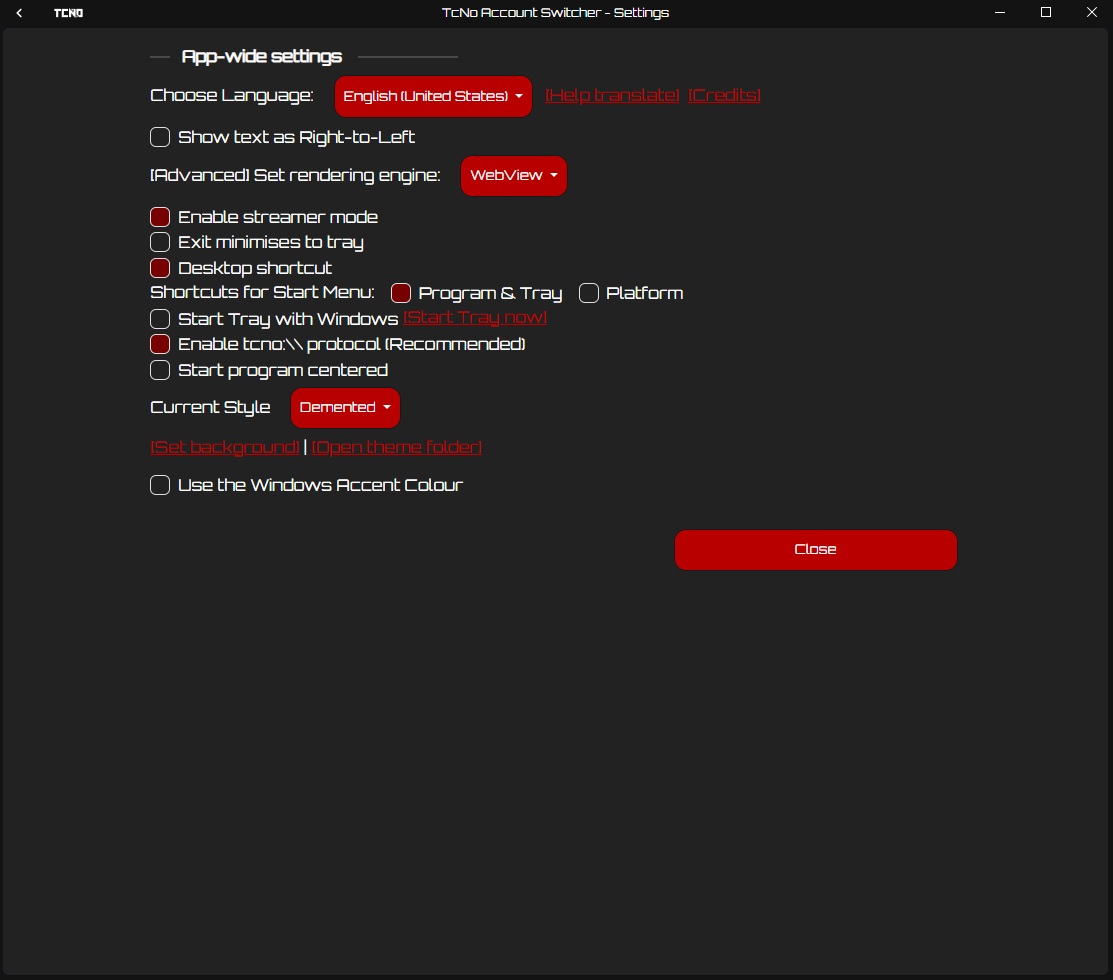 TCNO
TcNo Account Switcher - Settings
App-wide settings
Choose Language: English (United States) [Help translate] [Credits]
Show text as Right-to-Left
[Advanced] Set rendering engine: WebView
Enable streamer mode
Exit minimises to tray
Desktop shortcut
Shortcuts for Start Menu: Program & Tray Platform
Start Tray with Windows [Start Tray now]
Enable tcno:\\ protocol (Recommended)
Start program centered
Current Style Demented
[Set background] | [Open theme folder]
Use the Windows Accent Colour
Close